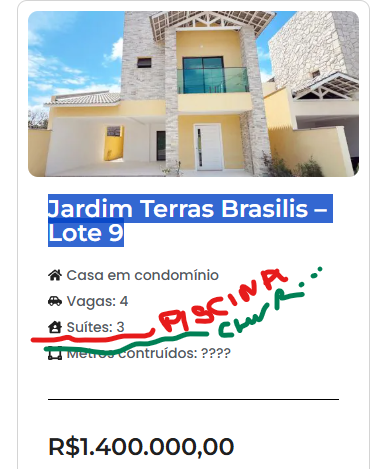 Jardim Terras Brasilis –
Lote 9
Casa em condomínio
Vagas: 4
Suítes: 3
PISCINA
CHUR...
Metros contruídos: ????
R$1.400.000,00